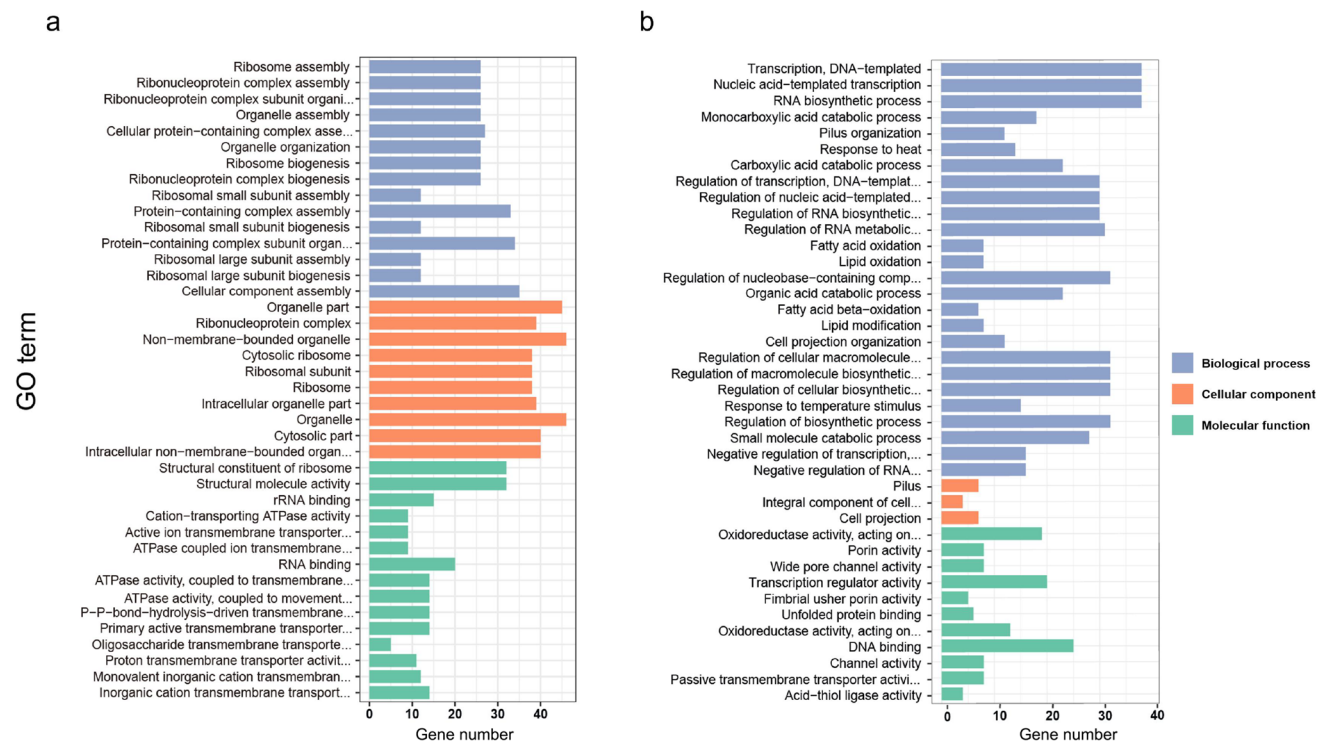 a
GO term
Ribosome assembly
Ribonucleoprotein complex assembly
Ribonucleoprotein complex subunit organi...
Organelle assembly
Cellular protein−containing complex asse...
Organelle organization
Ribosome biogenesis
Ribonucleoprotein complex biogenesis
Ribosomal small subunit assembly
Protein−containing complex assembly
Ribosomal small subunit biogenesis
Protein−containing complex subunit organ...
Ribosomal large subunit assembly
Ribosomal large subunit biogenesis
Cellular component assembly
Organelle part
Ribonucleoprotein complex
Non−membrane−bounded organelle
Cytosolic ribosome
Ribosomal subunit
Ribosome
Intracellular organelle part
Organelle
Cytosolic part
Intracellular non−membrane−bounded organ...
Structural constituent of ribosome
Structural molecule activity
rRNA binding
Cation−transporting ATPase activity
Active ion transmembrane transporter...
ATPase coupled ion transmembrane...
RNA binding
ATPase activity, coupled to transmembrane...
ATPase activity, coupled to movement...
P−P−bond−hydrolysis−driven transmembrane...
Primary active transmembrane transporter...
Oligosaccharide transmembrane transporte...
Proton transmembrane transporter activit...
Monovalent inorganic cation transmembran...
Inorganic cation transmembrane transport...
0 10 20 30 40
Gene number
b
Transcription, DNA−templated
Nucleic acid−templated transcription
RNA biosynthetic process
Monocarboxylic acid catabolic process
Pilus organization
Response to heat
Carboxylic acid catabolic process
Regulation of transcription, DNA−templat...
Regulation of nucleic acid−templated...
Regulation of RNA biosynthetic...
Regulation of RNA metabolic...
Fatty acid oxidation
Lipid oxidation
Regulation of nucleobase−containing comp...
Organic acid catabolic process
Fatty acid beta−oxidation
Lipid modification
Cell projection organization
Regulation of cellular macromolecule...
Regulation of macromolecule biosynthetic...
Regulation of cellular biosynthetic...
Response to temperature stimulus
Regulation of biosynthetic process
Small molecule catabolic process
Negative regulation of transcription,...
Negative regulation of RNA...
Pilus
Integral component of cell...
Cell projection
Oxidoreductase activity, acting on...
Porin activity
Wide pore channel activity
Transcription regulator activity
Fimbrial usher porin activity
Unfolded protein binding
Oxidoreductase activity, acting on...
DNA binding
Channel activity
Passive transmembrane transporter activi...
Acid−thiol ligase activity
0 10 20 30 40
Gene number
Biological process
Cellular component
Molecular function